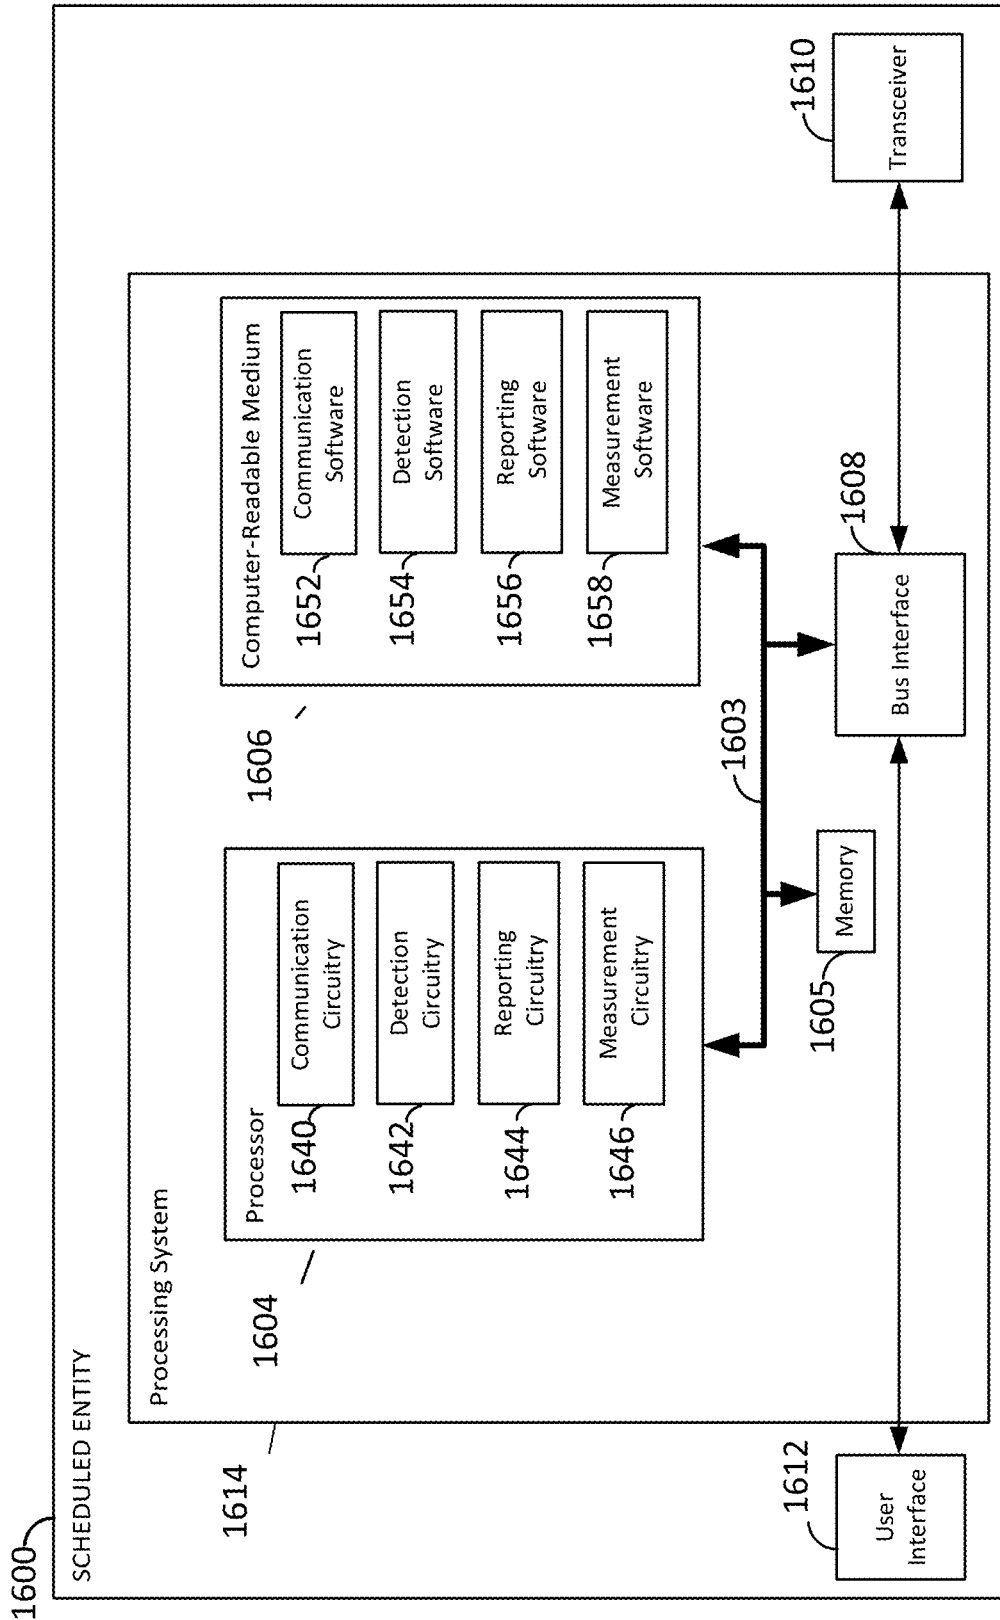 1600
SCHEDULED ENTITY
1614
Processing System
1604
Processor
1640
Communication
Circuitry
1642
Detection
Circuitry
1644
Reporting
Circuitry
1646
Measurement
Circuitry
1606
Computer-Readable Medium
1652
Communication
Software
1654
Detection
Software
1656
Reporting
Software
1658
Measurement
Software
1603
1605
Memory
1612
User
Interface
1608
Bus Interface
1610
Transceiver